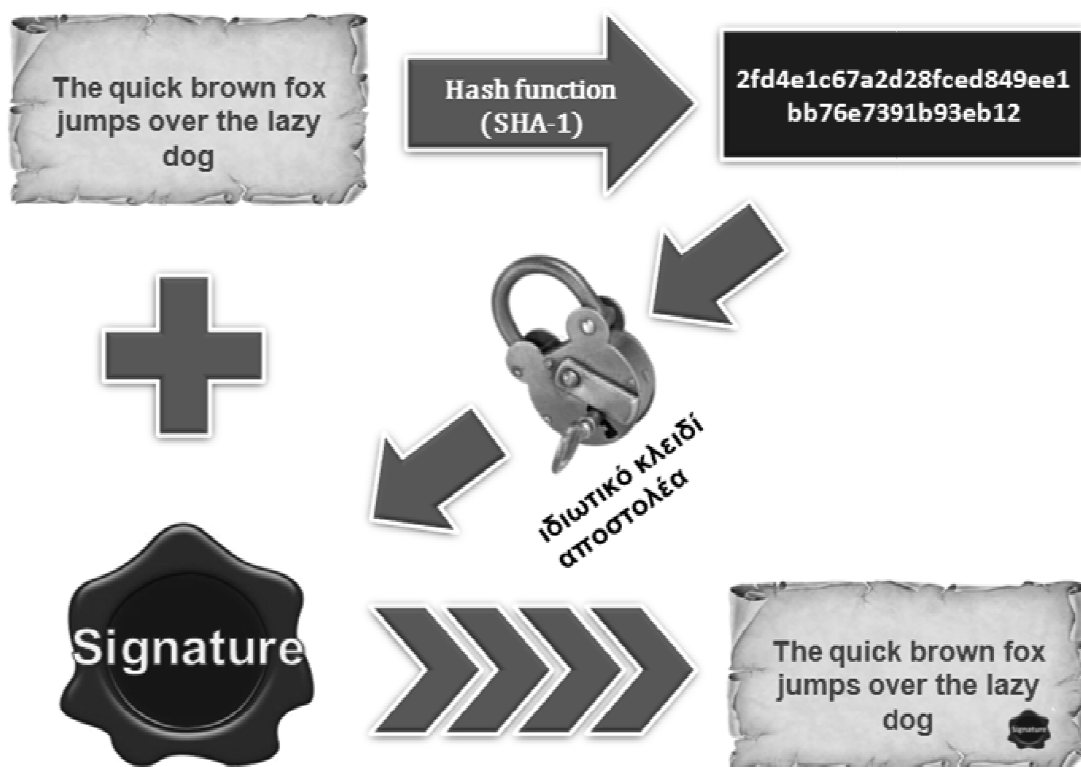 The quick brown fox
jumps over the lazy
dog
Hash function
(SHA-1)
2fd4e1c67a2d28fced849ee1
bb76e7391b93eb12
ιδιωτικό κλειδί
αποστολέα
Signature
The quick brown fox
jumps over the lazy
dog
Signature